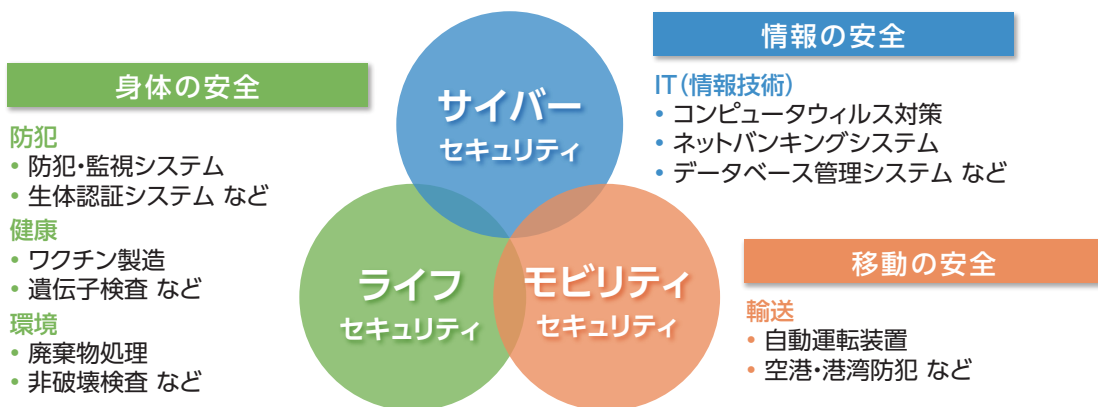 身体の安全
防犯
• 防犯・監視システム
• 生体認証システム など
健康
• ワクチン製造
• 遺伝子検査 など
環境
• 廃棄物処理
• 非破壊検査 など
サイバー
セキュリティ
ライフ
セキュリティ
モビリティ
セキュリティ
情報の安全
IT(情報技術)
• コンピュータウィルス対策
• ネットバンキングシステム
• データベース管理システム など
移動の安全
輸送
• 自動運転装置
• 空港・港湾防犯 など